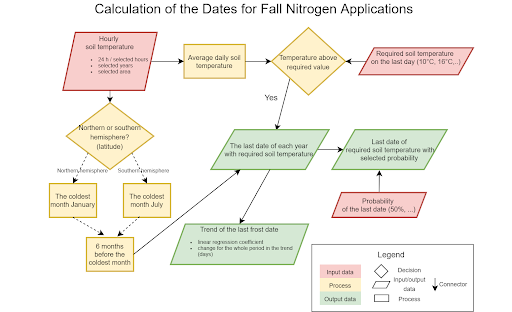 Calculation of the Dates for Fall Nitrogen Applications
Hourly
soil temperature
24 h / selected hours
selected years
selected area
Average daily soil
temperature
Temperature above
required value
Required soil temperature
on the last day (10°C, 16°C,..)
Yes
Northern or southern
hemisphere?
(latitude)
Northern hemisphere
Southern hemisphere
The coldest
month January
The coldest
month July
6 months
before the
coldest month
The last date of each year
with required soil temperature
Last date of
required soil temperature with
selected probability
Probability
of the last date (50%, ...)
Trend of the last frost date
linear regression coefficient
change for the whole period in the trend
(days)
Legend
Input data
Process
Output data
Decision
Input/output
data
Process
Connector